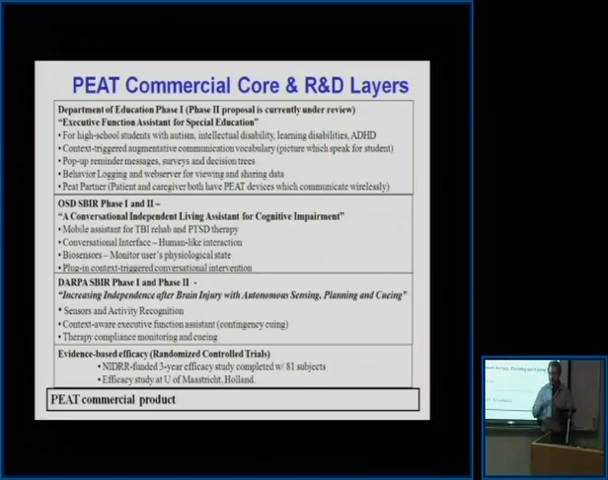 PEAT Commercial Core & R&D Layers
Department of Education Phase I (Phase II proposal is currently under review)
“Executive Function Assistant for Special Education”
• For high-school students with autism, intellectual disability, learning disabilities, ADHD
• Context-triggered augmentative communication vocabulary (picture which speak for student)
• Pop-up reminder messages, surveys and decision trees
• Behavior Logging and webserver for viewing and sharing data
• Peat Partner (Patient and caregiver both have PEAT devices which communicate wirelessly)
OSD SBIR Phase I and II –
“A Conversational Independent Living Assistant for Cognitive Impairment”
• Mobile assistant for TBI rehab and PTSD therapy
• Conversational Interface – Human-like interaction
• Biosensors – Monitor user’s physiological state
• Plug-in context-triggered conversational intervention
DARPA SBIR Phase I and Phase II -
“Increasing Independence after Brain Injury with Autonomous Sensing, Planning and Cueing”
• Sensors and Activity Recognition
• Context-aware executive function assistant (contingency cuing)
• Therapy compliance monitoring and cueing
Evidence-based efficacy (Randomized Controlled Trials)
• NIDRR-funded 3-year efficacy study completed w/ 81 subjects
• Efficacy study at U of Maastricht, Holland.
PEAT commercial product